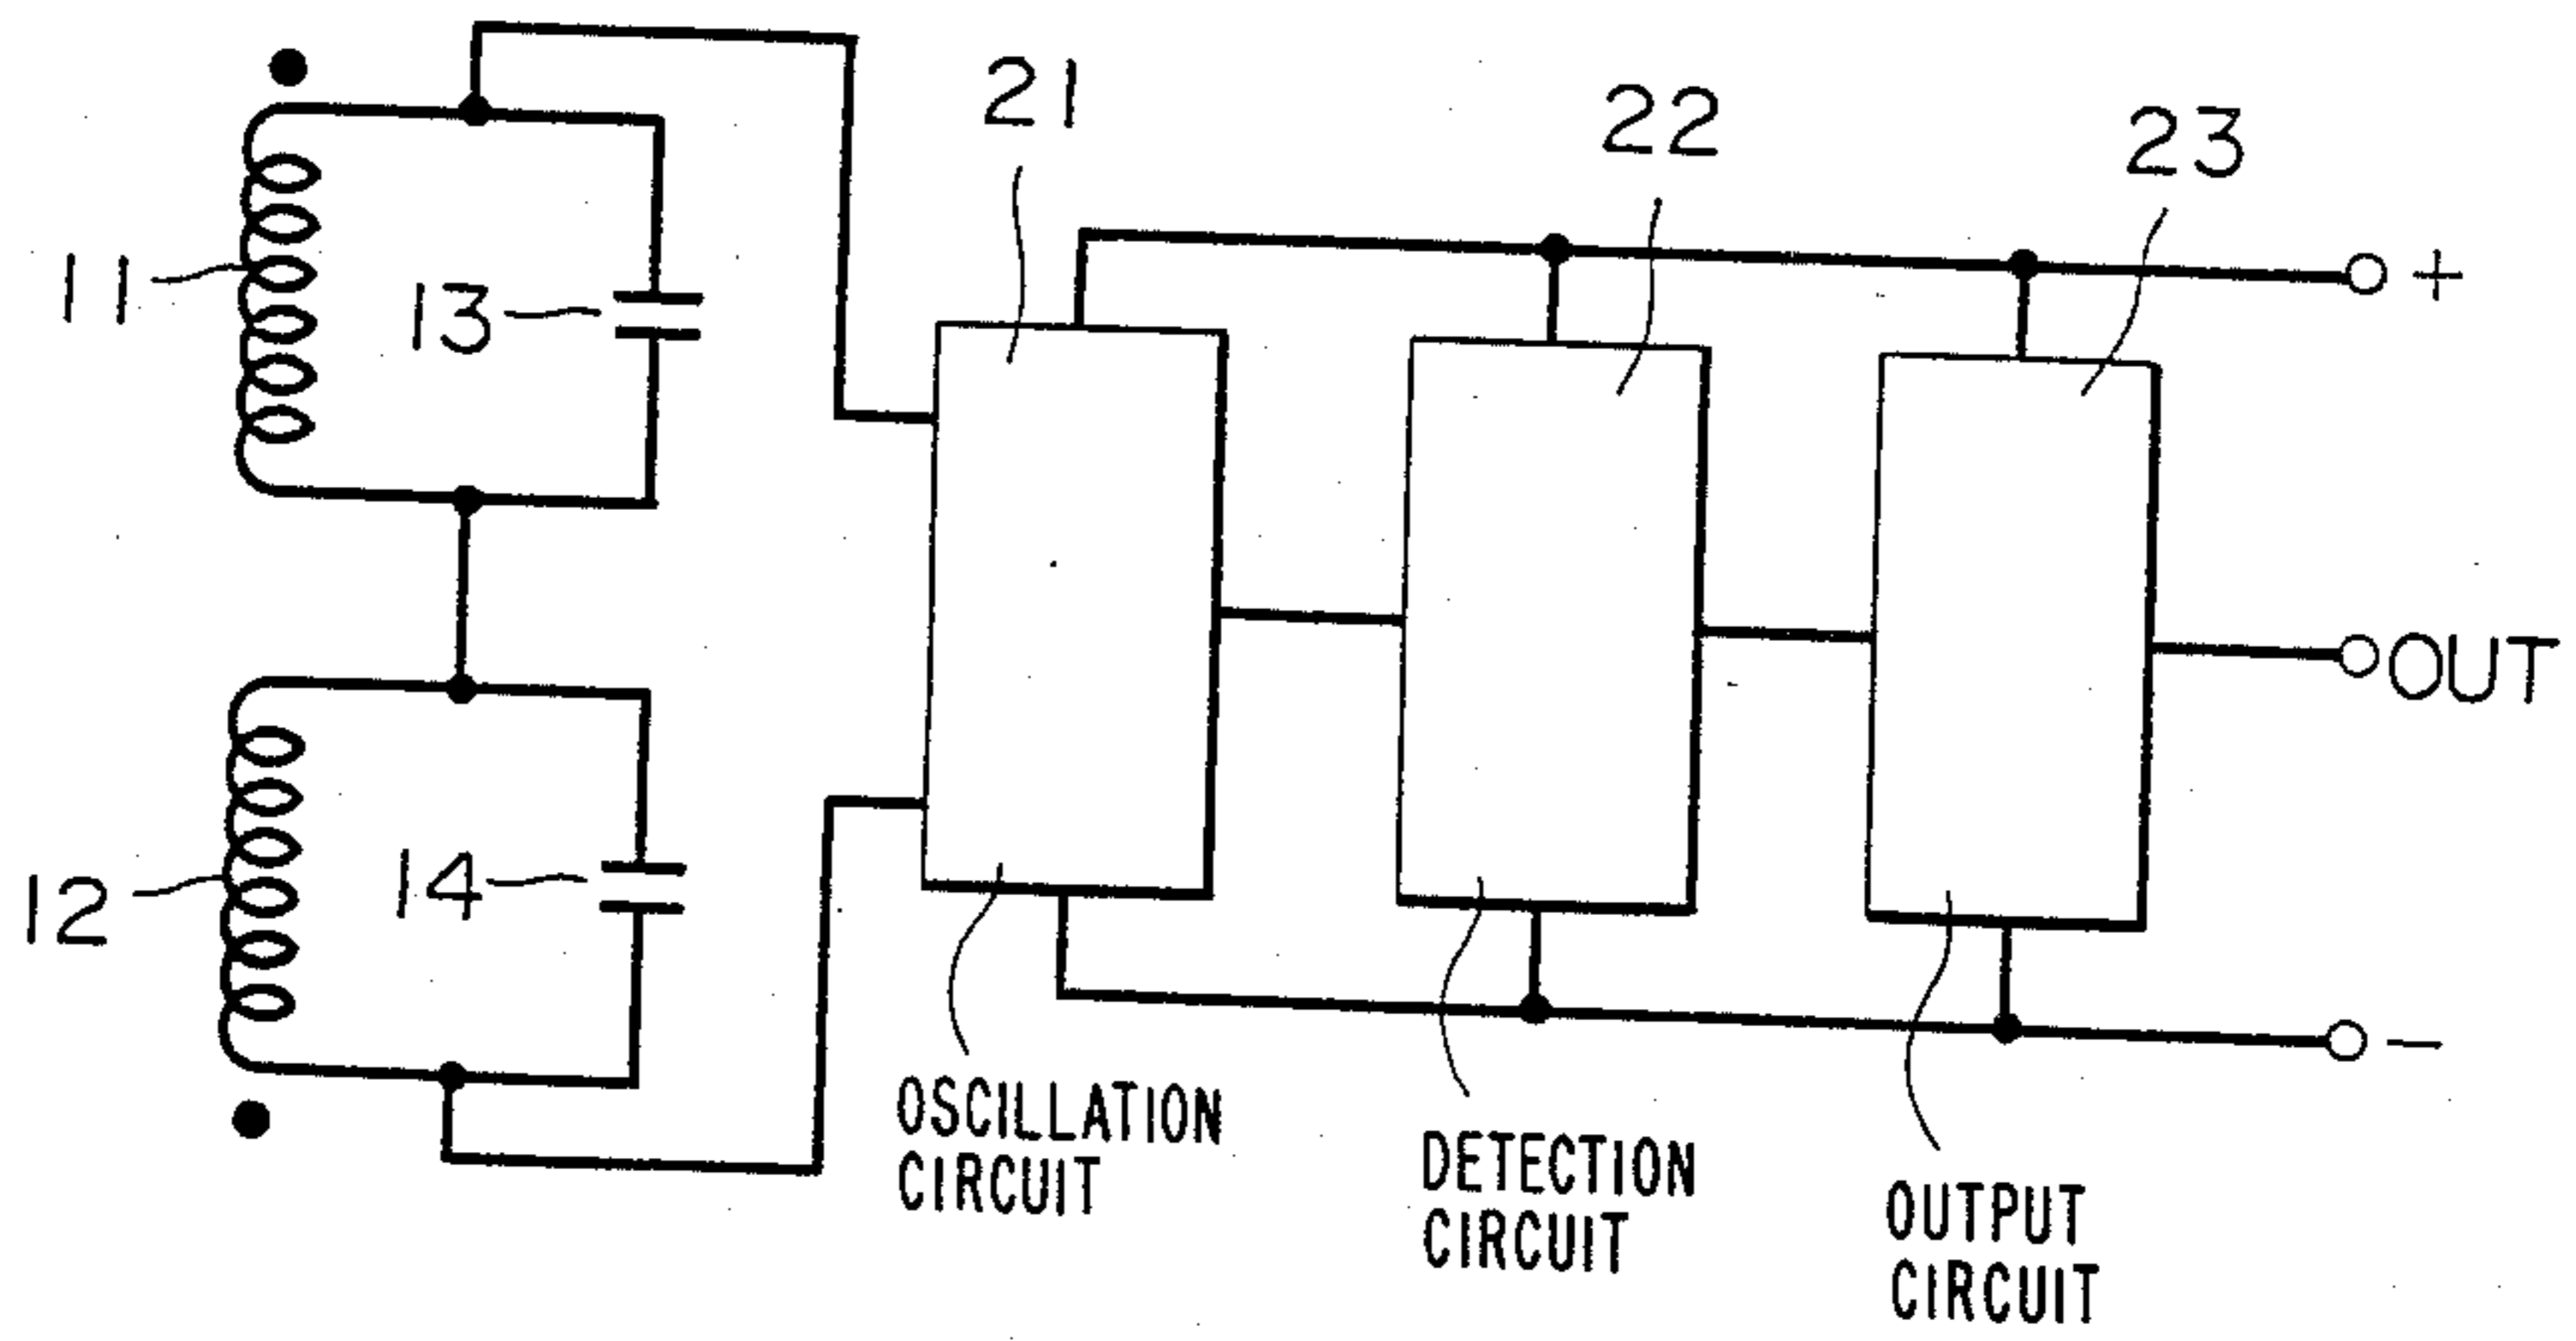 21
22
23
11
13
+
OUT
12
14
−
OSCILLATION
CIRCUIT
DETECTION
CIRCUIT
OUTPUT
CIRCUIT